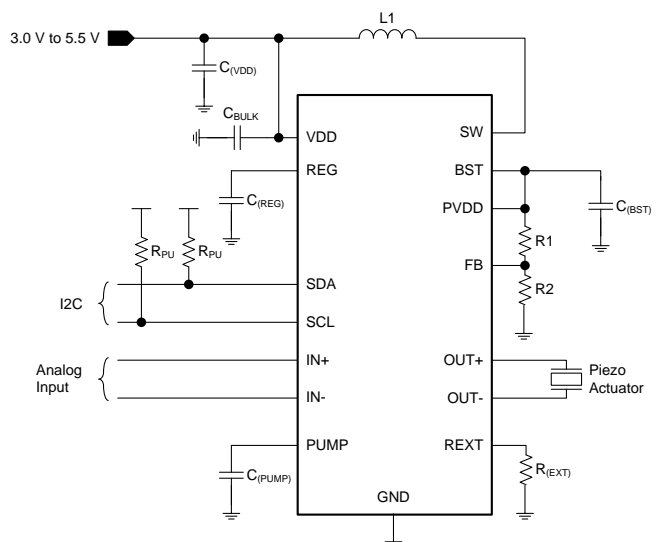 L1
3.0 V to 5.5 V
C(VDD)
CBULK
VDD
SW
REG
BST
C(REG)
PVDD
C(BST)
RPU
RPU
R1
FB
R2
SDA
I2C
SCL
IN+
OUT+
Analog
Input
Piezo
Actuator
IN-
OUT-
PUMP
REXT
C(PUMP)
R(EXT)
GND